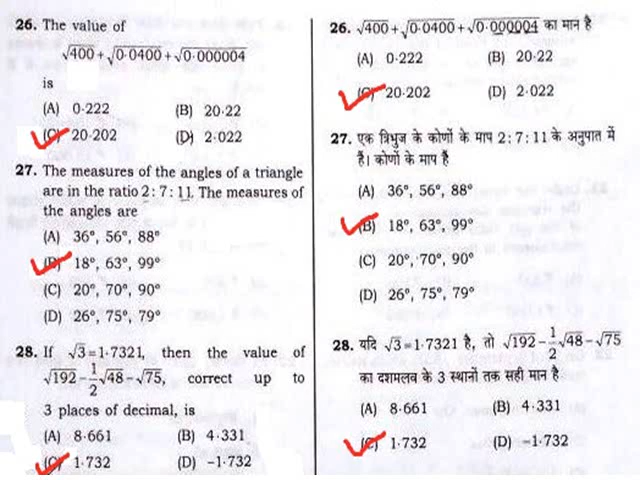 26. The value of
√400+√0·0400+√0·000004
is
(A) 0·222 (B) 20·22
(C) 20·202 (D) 2·022
27. The measures of the angles of a triangle
are in the ratio 2 : 7 : 11. The measures of
the angles are
(A) 36°, 56°, 88°
(B) 18°, 63°, 99°
(C) 20°, 70°, 90°
(D) 26°, 75°, 79°
28. If √3=1·7321, then the value of
√192−1/2√48−√75, correct up to
3 places of decimal, is
(A) 8·661 (B) 4·331
(C) 1·732 (D) −1·732
26. √400+√0·0400+√0·000004 का मान है
(A) 0·222 (B) 20·22
(C) 20·202 (D) 2·022
27. एक त्रिभुज के कोणों के माप 2 : 7 : 11 के अनुपात में
हैं। कोणों के माप हैं
(A) 36°, 56°, 88°
(B) 18°, 63°, 99°
(C) 20°, 70°, 90°
(D) 26°, 75°, 79°
28. यदि √3=1·7321 है, तो √192−1/2√48−√75
का दशमलव के 3 स्थानों तक सही मान है
(A) 8·661 (B) 4·331
(C) 1·732 (D) −1·732